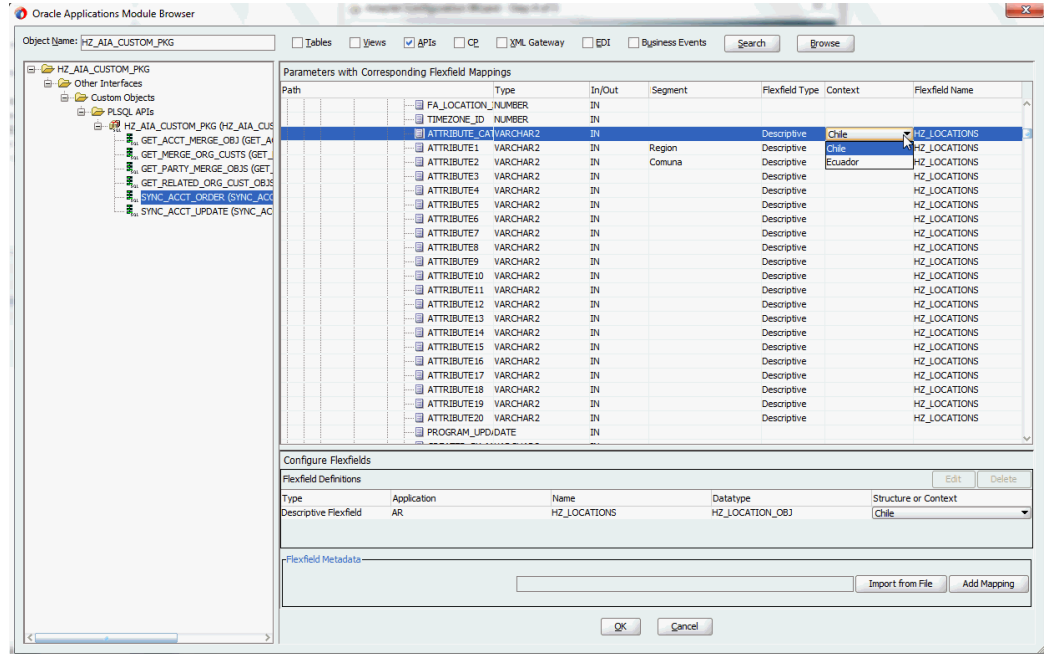 Oracle Applications Module Browser
Object Name: HZ_AIA_CUSTOM_PKG Tables Views APIs CP XML Gateway EDI Business Events Search Browse
HZ_AIA_CUSTOM_PKG
Other Interfaces
Custom Objects
PLSQL APIs
HZ_AIA_CUSTOM_PKG (HZ_AIA_CUS
GET_ACCT_MERGE_OBJ (GET_A
GET_MERGE_ORG_CUSTS (GET_
GET_PARTY_MERGE_OBJS (GET_
GET_RELATED_ORG_CUST_OBJS
SYNC_ACCT_ORDER (SYNC_ACC
SYNC_ACCT_UPDATE (SYNC_AC
Parameters with Corresponding Flexfield Mappings
Path Type In/Out Segment Flexfield Type Context Flexfield Name
FA_LOCATION_ NUMBER IN
TIMEZONE_ID NUMBER IN
ATTRIBUTE_CAT VARCHAR2 IN Descriptive Chile HZ_LOCATIONS
ATTRIBUTE1 VARCHAR2 IN Region Descriptive Chile HZ_LOCATIONS
ATTRIBUTE2 VARCHAR2 IN Comuna Descriptive Ecuador HZ_LOCATIONS
ATTRIBUTE3 VARCHAR2 IN Descriptive HZ_LOCATIONS
ATTRIBUTE4 VARCHAR2 IN Descriptive HZ_LOCATIONS
ATTRIBUTE5 VARCHAR2 IN Descriptive HZ_LOCATIONS
ATTRIBUTE6 VARCHAR2 IN Descriptive HZ_LOCATIONS
ATTRIBUTE7 VARCHAR2 IN Descriptive HZ_LOCATIONS
ATTRIBUTE8 VARCHAR2 IN Descriptive HZ_LOCATIONS
ATTRIBUTE9 VARCHAR2 IN Descriptive HZ_LOCATIONS
ATTRIBUTE10 VARCHAR2 IN Descriptive HZ_LOCATIONS
ATTRIBUTE11 VARCHAR2 IN Descriptive HZ_LOCATIONS
ATTRIBUTE12 VARCHAR2 IN Descriptive HZ_LOCATIONS
ATTRIBUTE13 VARCHAR2 IN Descriptive HZ_LOCATIONS
ATTRIBUTE14 VARCHAR2 IN Descriptive HZ_LOCATIONS
ATTRIBUTE15 VARCHAR2 IN Descriptive HZ_LOCATIONS
ATTRIBUTE16 VARCHAR2 IN Descriptive HZ_LOCATIONS
ATTRIBUTE17 VARCHAR2 IN Descriptive HZ_LOCATIONS
ATTRIBUTE18 VARCHAR2 IN Descriptive HZ_LOCATIONS
ATTRIBUTE19 VARCHAR2 IN Descriptive HZ_LOCATIONS
ATTRIBUTE20 VARCHAR2 IN Descriptive HZ_LOCATIONS
PROGRAM_UPD DATE IN
Configure Flexfields
Flexfield Definitions Edit Delete
Type Application Name Datatype Structure or Context
Descriptive Flexfield AR HZ_LOCATIONS HZ_LOCATION_OBJ Chile
Flexfield Metadata
Import from File Add Mapping
OK Cancel